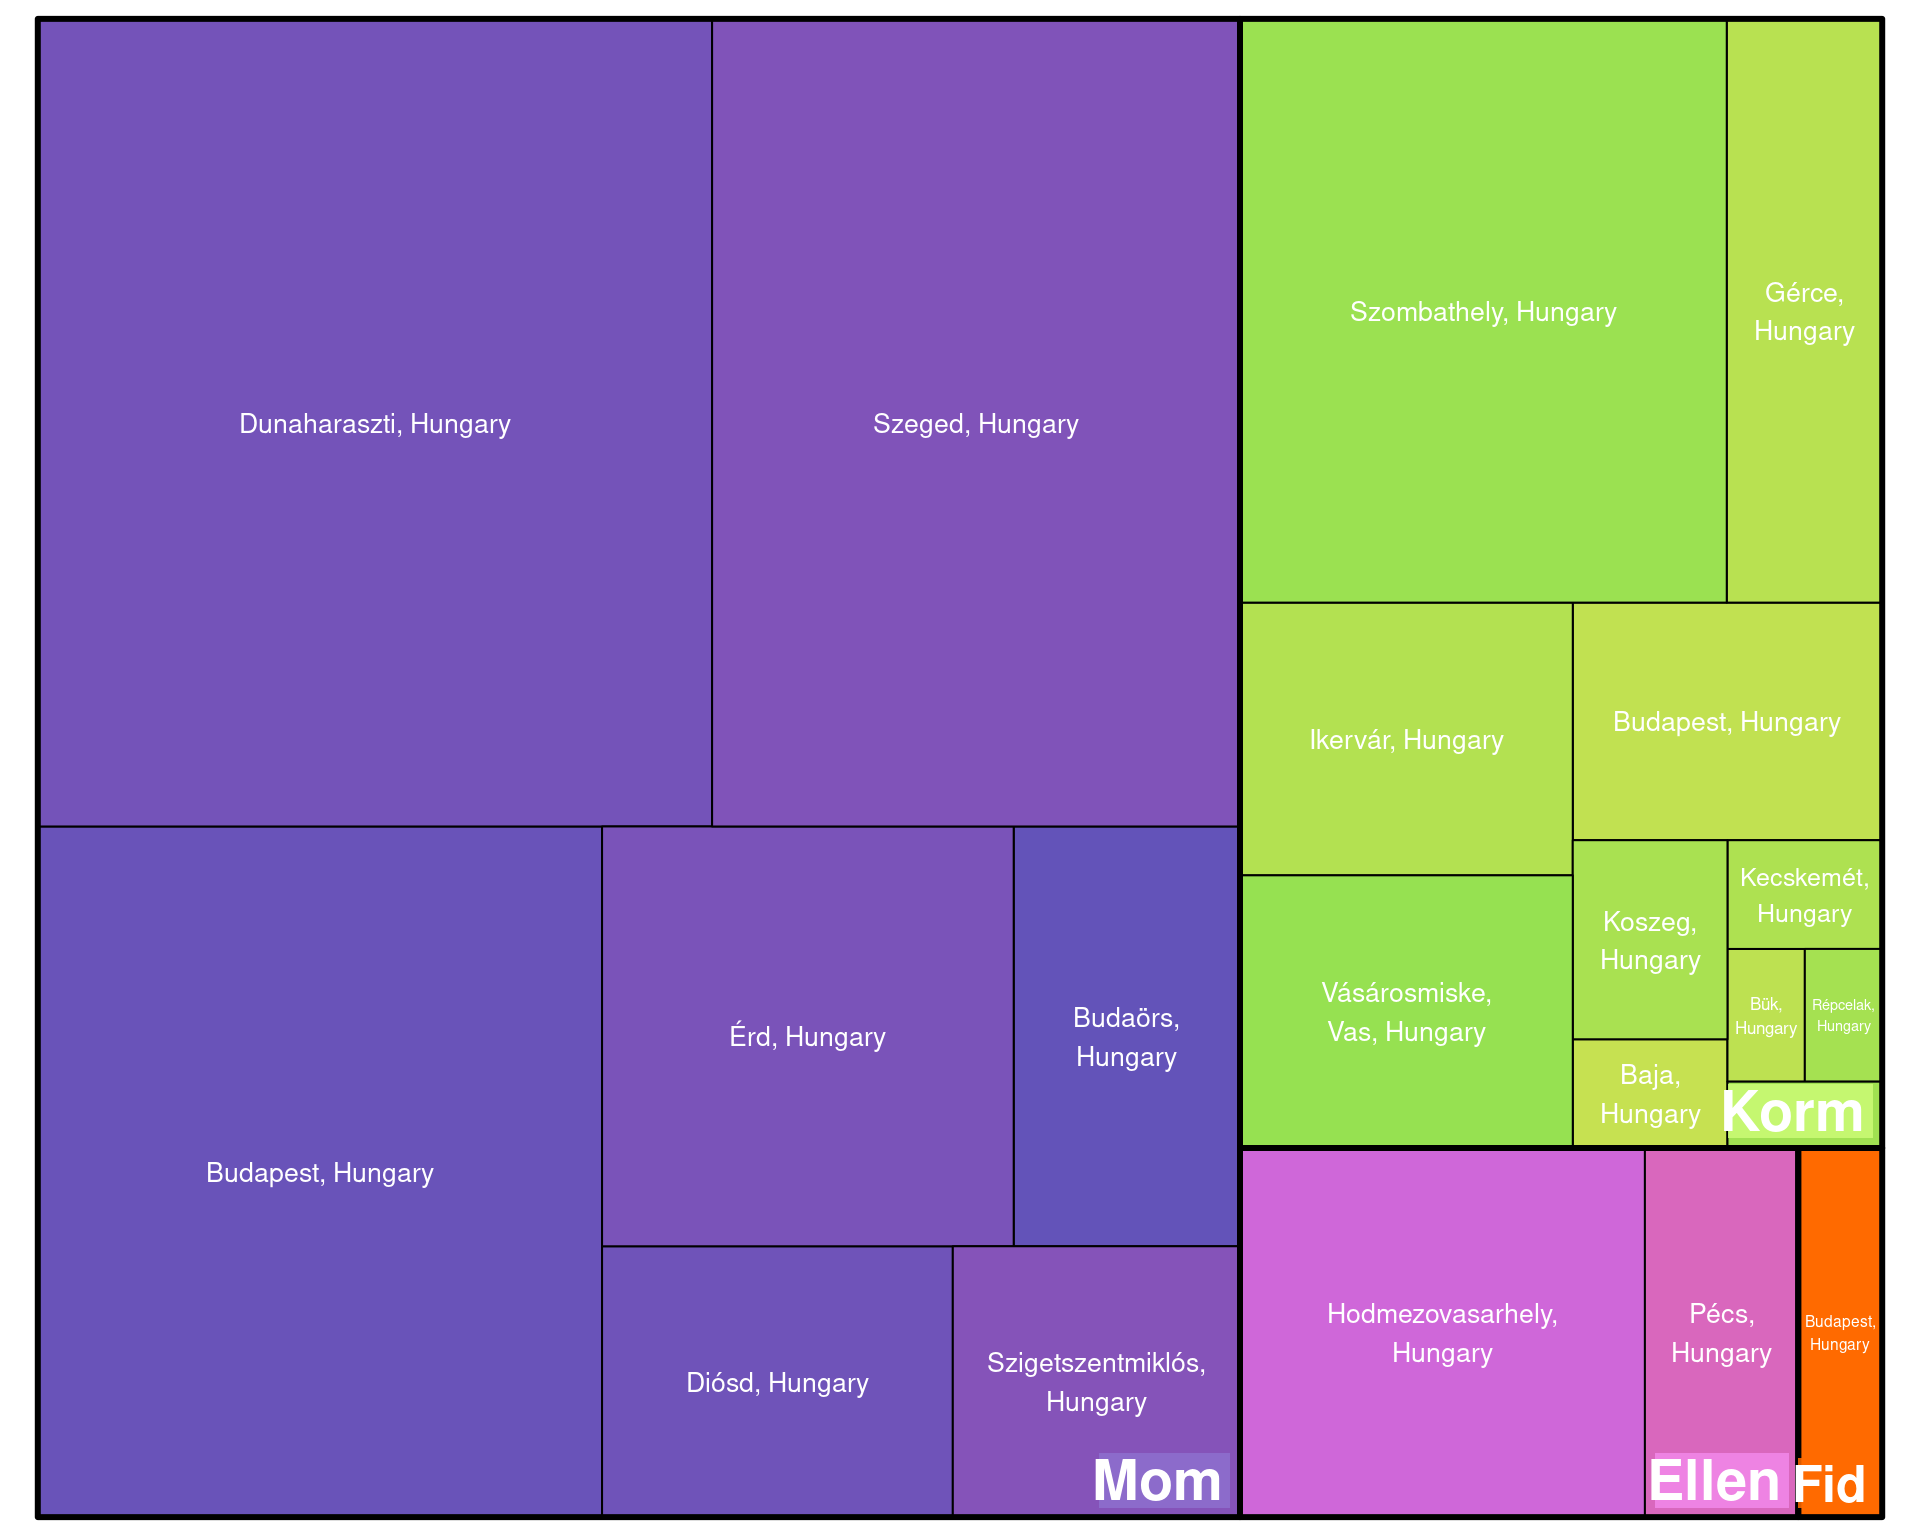 Dunaharaszti, Hungary
Szeged, Hungary
Budapest, Hungary
Érd, Hungary
Budaörs,
Hungary
Diósd, Hungary
Szigetszentmiklós,
Hungary
Mom
Szombathely, Hungary
Gérce,
Hungary
Ikervár, Hungary
Budapest, Hungary
Vásárosmiske,
Vas, Hungary
Koszeg,
Hungary
Kecskemét,
Hungary
Bük,
Hungary
Répcelak,
Hungary
Baja,
Hungary
Korm
Hodmezovasarhely,
Hungary
Pécs,
Hungary
Ellen
Budapest,
Hungary
Fid